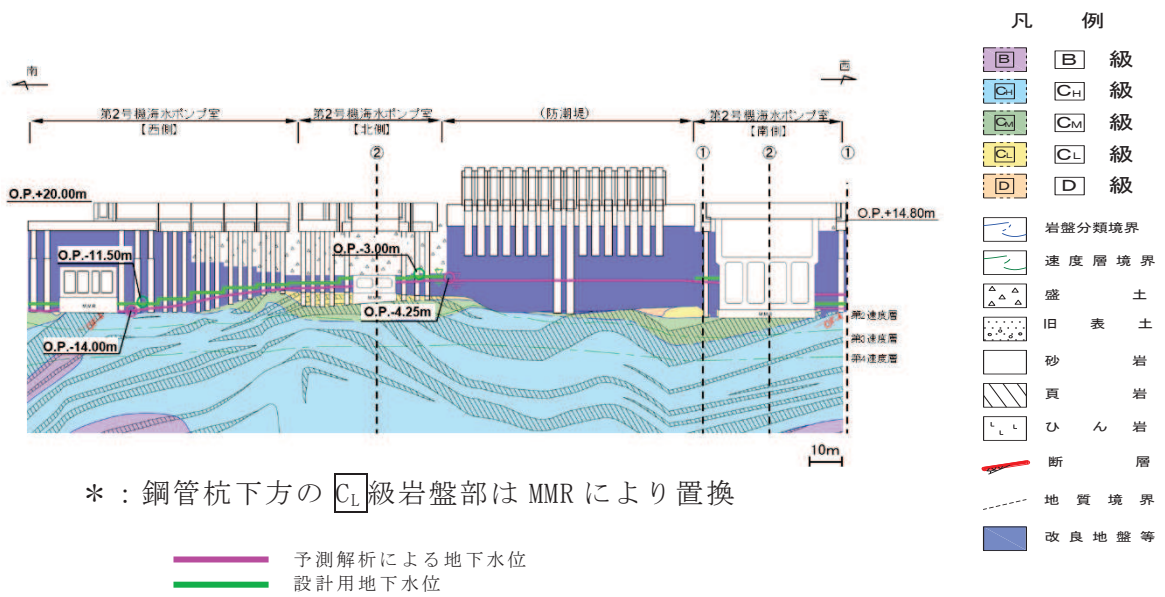 凡 例
B B 級
CH CH 級
CM CM 級
CL CL 級
D D 級
岩盤分類境界
速度層境界
盛土
旧表土
砂岩
頁岩
ひん岩
断層
地質境界
改良地盤等
南
西
第2号機海水ポンプ室
【西側】
第2号機海水ポンプ室
【北側】
(防潮堤)
第2号機海水ポンプ室
【南側】
②
①
②
①
O.P.+20.00m
O.P.+14.80m
O.P.-11.50m
O.P.-3.00m
O.P.-4.25m
O.P.-14.00m
第2速度層
第3速度層
第4速度層
10m
*:鋼管杭下方のCL級岩盤部はMMRにより置換
予測解析による地下水位
設計用地下水位